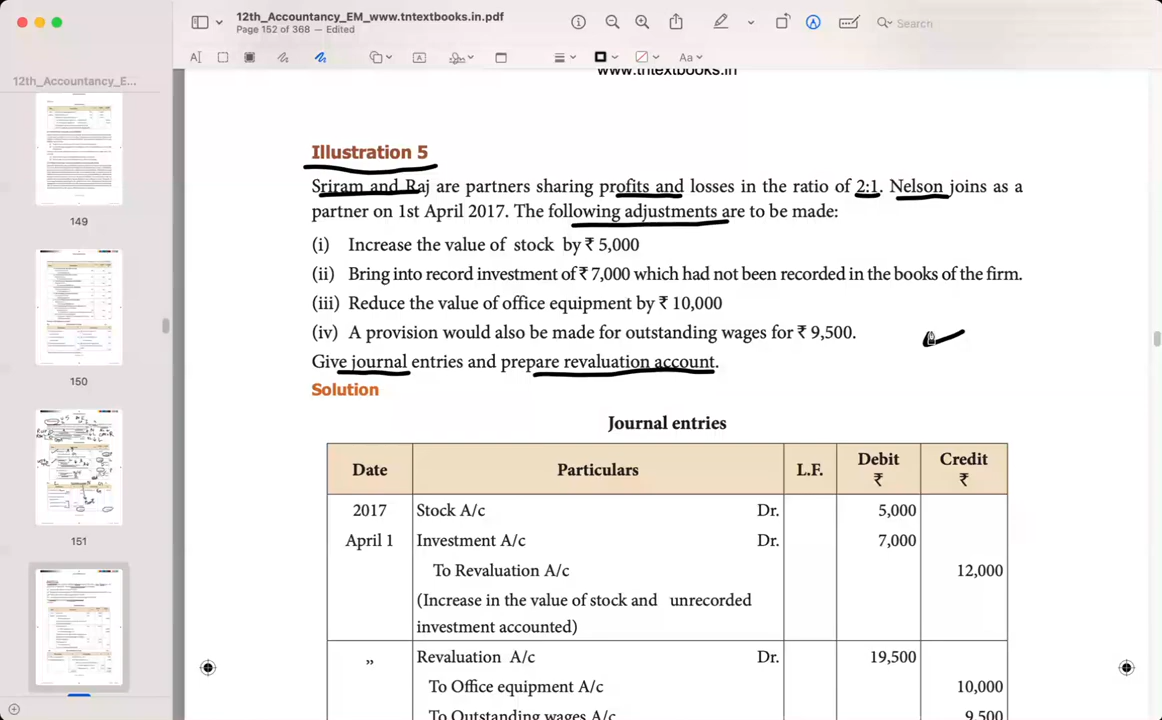 12th_Accountancy_EM_www.tntextbooks.in.pdf
Page 152 of 368 – Edited
Search
Aa
12th_Accountancy_E...
149
150
151
www.tntextbooks.in
Illustration 5
Sriram and Raj are partners sharing profits and losses in the ratio of 2:1. Nelson joins as a
partner on 1st April 2017. The following adjustments are to be made:
(i) Increase the value of stock by ₹ 5,000
(ii) Bring into record investment of ₹ 7,000 which had not been recorded in the books of the firm.
(iii) Reduce the value of office equipment by ₹ 10,000
(iv) A provision would also be made for outstanding wages for ₹ 9,500.
Give journal entries and prepare revaluation account.
Solution
Journal entries
Date Particulars L.F. Debit ₹ Credit ₹
2017 Stock A/c Dr. 5,000
April 1 Investment A/c Dr. 7,000
To Revaluation A/c 12,000
(Increase in the value of stock and unrecorded
investment accounted)
” Revaluation A/c Dr. 19,500
To Office equipment A/c 10,000
To Outstanding wages A/c 9,500